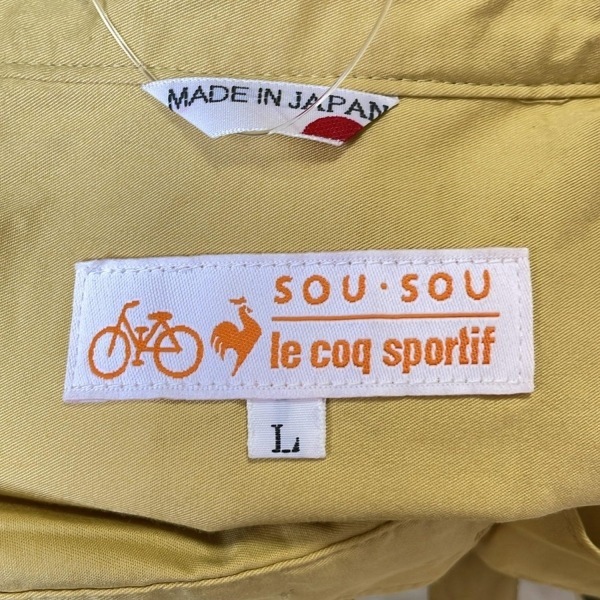 MADE IN JAPAN
SOU・SOU
le coq sportif
L